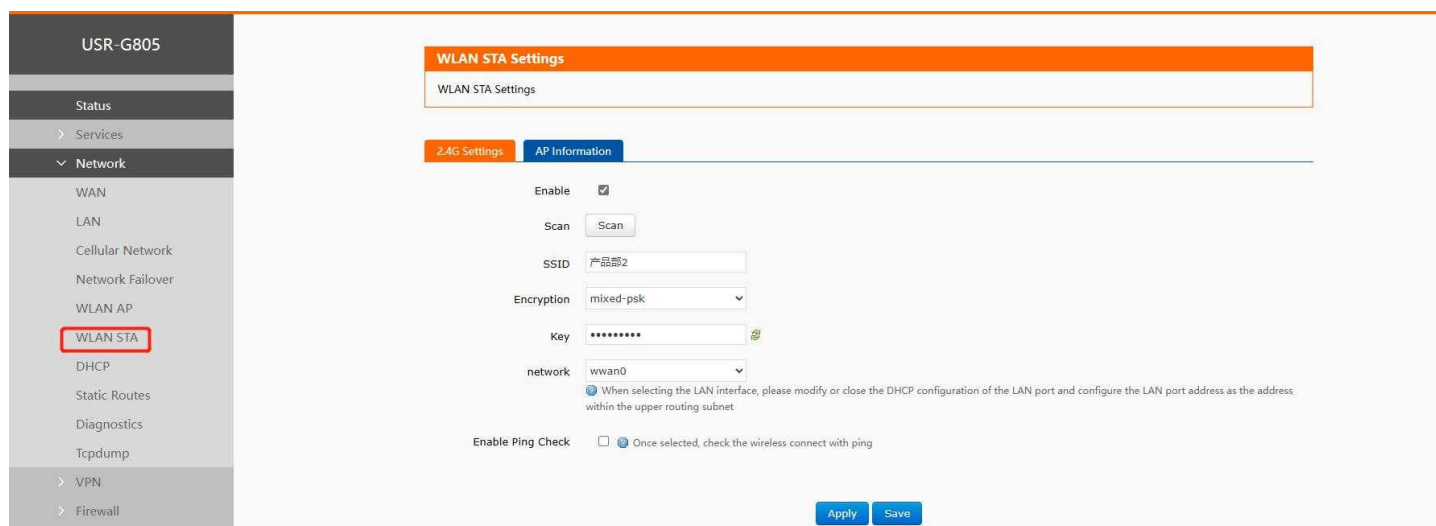 USR-G805
Status
Services
Network
WAN
LAN
Cellular Network
Network Failover
WLAN AP
WLAN STA
DHCP
Static Routes
Diagnostics
Tcpdump
VPN
Firewall
WLAN STA Settings
WLAN STA Settings
2.4G Settings
AP Information
Enable
Scan Scan
SSID 产品部2
Encryption mixed-psk
Key •••••••••
network wwan0
When selecting the LAN interface, please modify or close the DHCP configuration of the LAN port and configure the LAN port address as the address
within the upper routing subnet
Enable Ping Check Once selected, check the wireless connect with ping
Apply Save